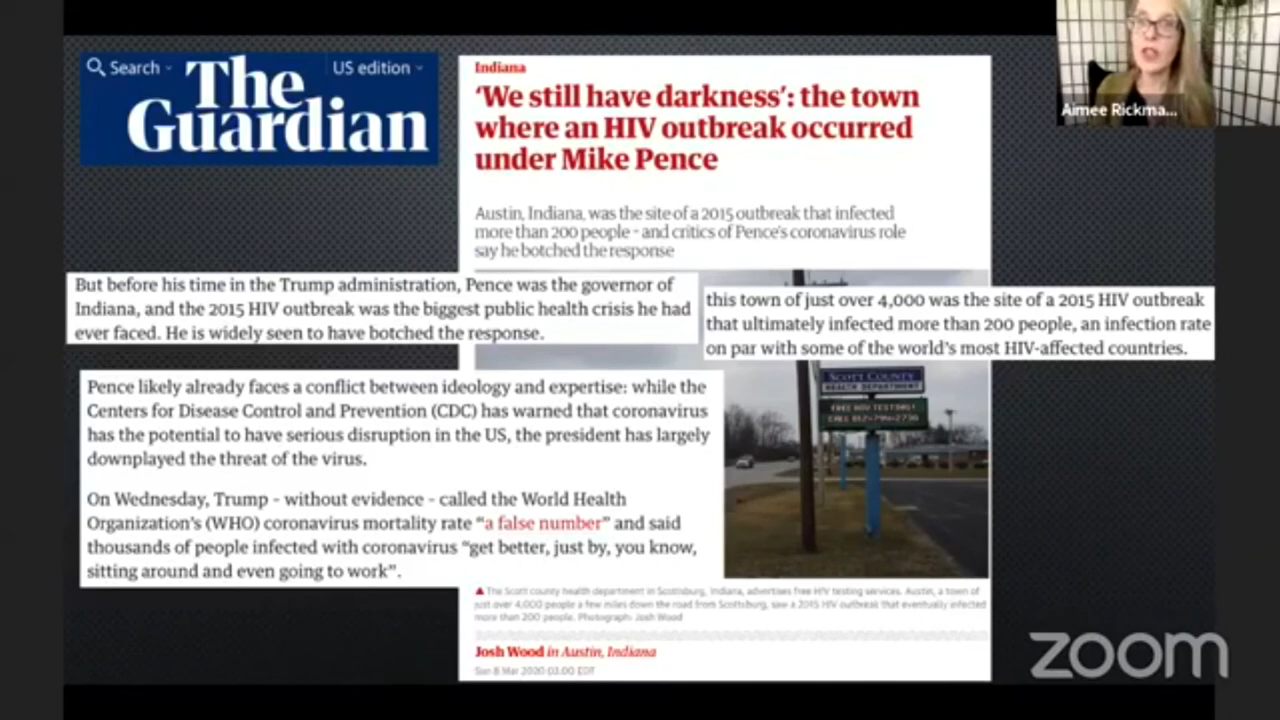 Search
US edition
The
Guardian
Aimee Rickma...
Indiana
‘We still have darkness’: the town
where an HIV outbreak occurred
under Mike Pence
Austin, Indiana, was the site of a 2015 outbreak that infected
more than 200 people - and critics of Pence's coronavirus role
say he botched the response
But before his time in the Trump administration, Pence was the governor of
Indiana, and the 2015 HIV outbreak was the biggest public health crisis he had
ever faced. He is widely seen to have botched the response.
this town of just over 4,000 was the site of a 2015 HIV outbreak
that ultimately infected more than 200 people, an infection rate
on par with some of the world's most HIV-affected countries.
Pence likely already faces a conflict between ideology and expertise: while the
Centers for Disease Control and Prevention (CDC) has warned that coronavirus
has the potential to have serious disruption in the US, the president has largely
downplayed the threat of the virus.
On Wednesday, Trump - without evidence - called the World Health
Organization's (WHO) coronavirus mortality rate “a false number” and said
thousands of people infected with coronavirus “get better, just by, you know,
sitting around and even going to work”.
SCOTT COUNTY
HEALTH DEPARTMENT
FREE HIV TESTING!
CALL 812-794-2730
The Scott county health department in Scottsburg, Indiana, advertises free HIV testing services. Austin, a town of
just over 4,000 people a few miles down the road from Scottsburg, saw a 2015 HIV outbreak that eventually infected
more than 200 people. Photograph: Josh Wood
Josh Wood in Austin, Indiana
Sun 8 Mar 2020 03.00 EDT
zoom